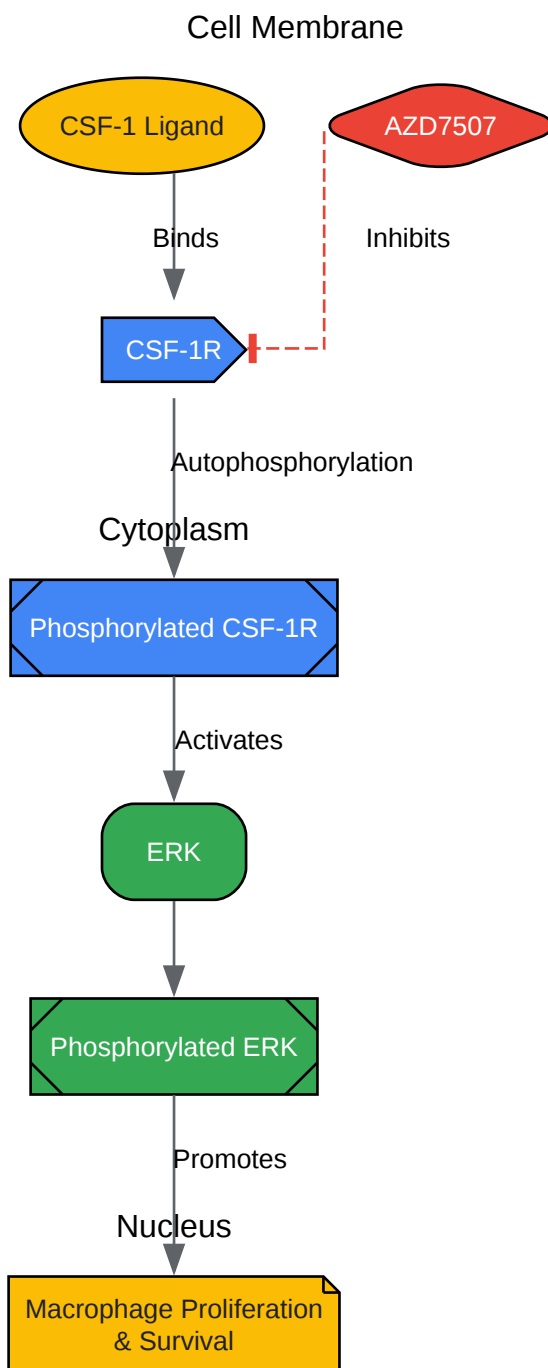 Cell Membrane
CSF-1 Ligand
AZD7507
Binds
Inhibits
CSF-1R
Autophosphorylation
Cytoplasm
Phosphorylated CSF-1R
Activates
ERK
Phosphorylated ERK
Promotes
Nucleus
Macrophage Proliferation
& Survival